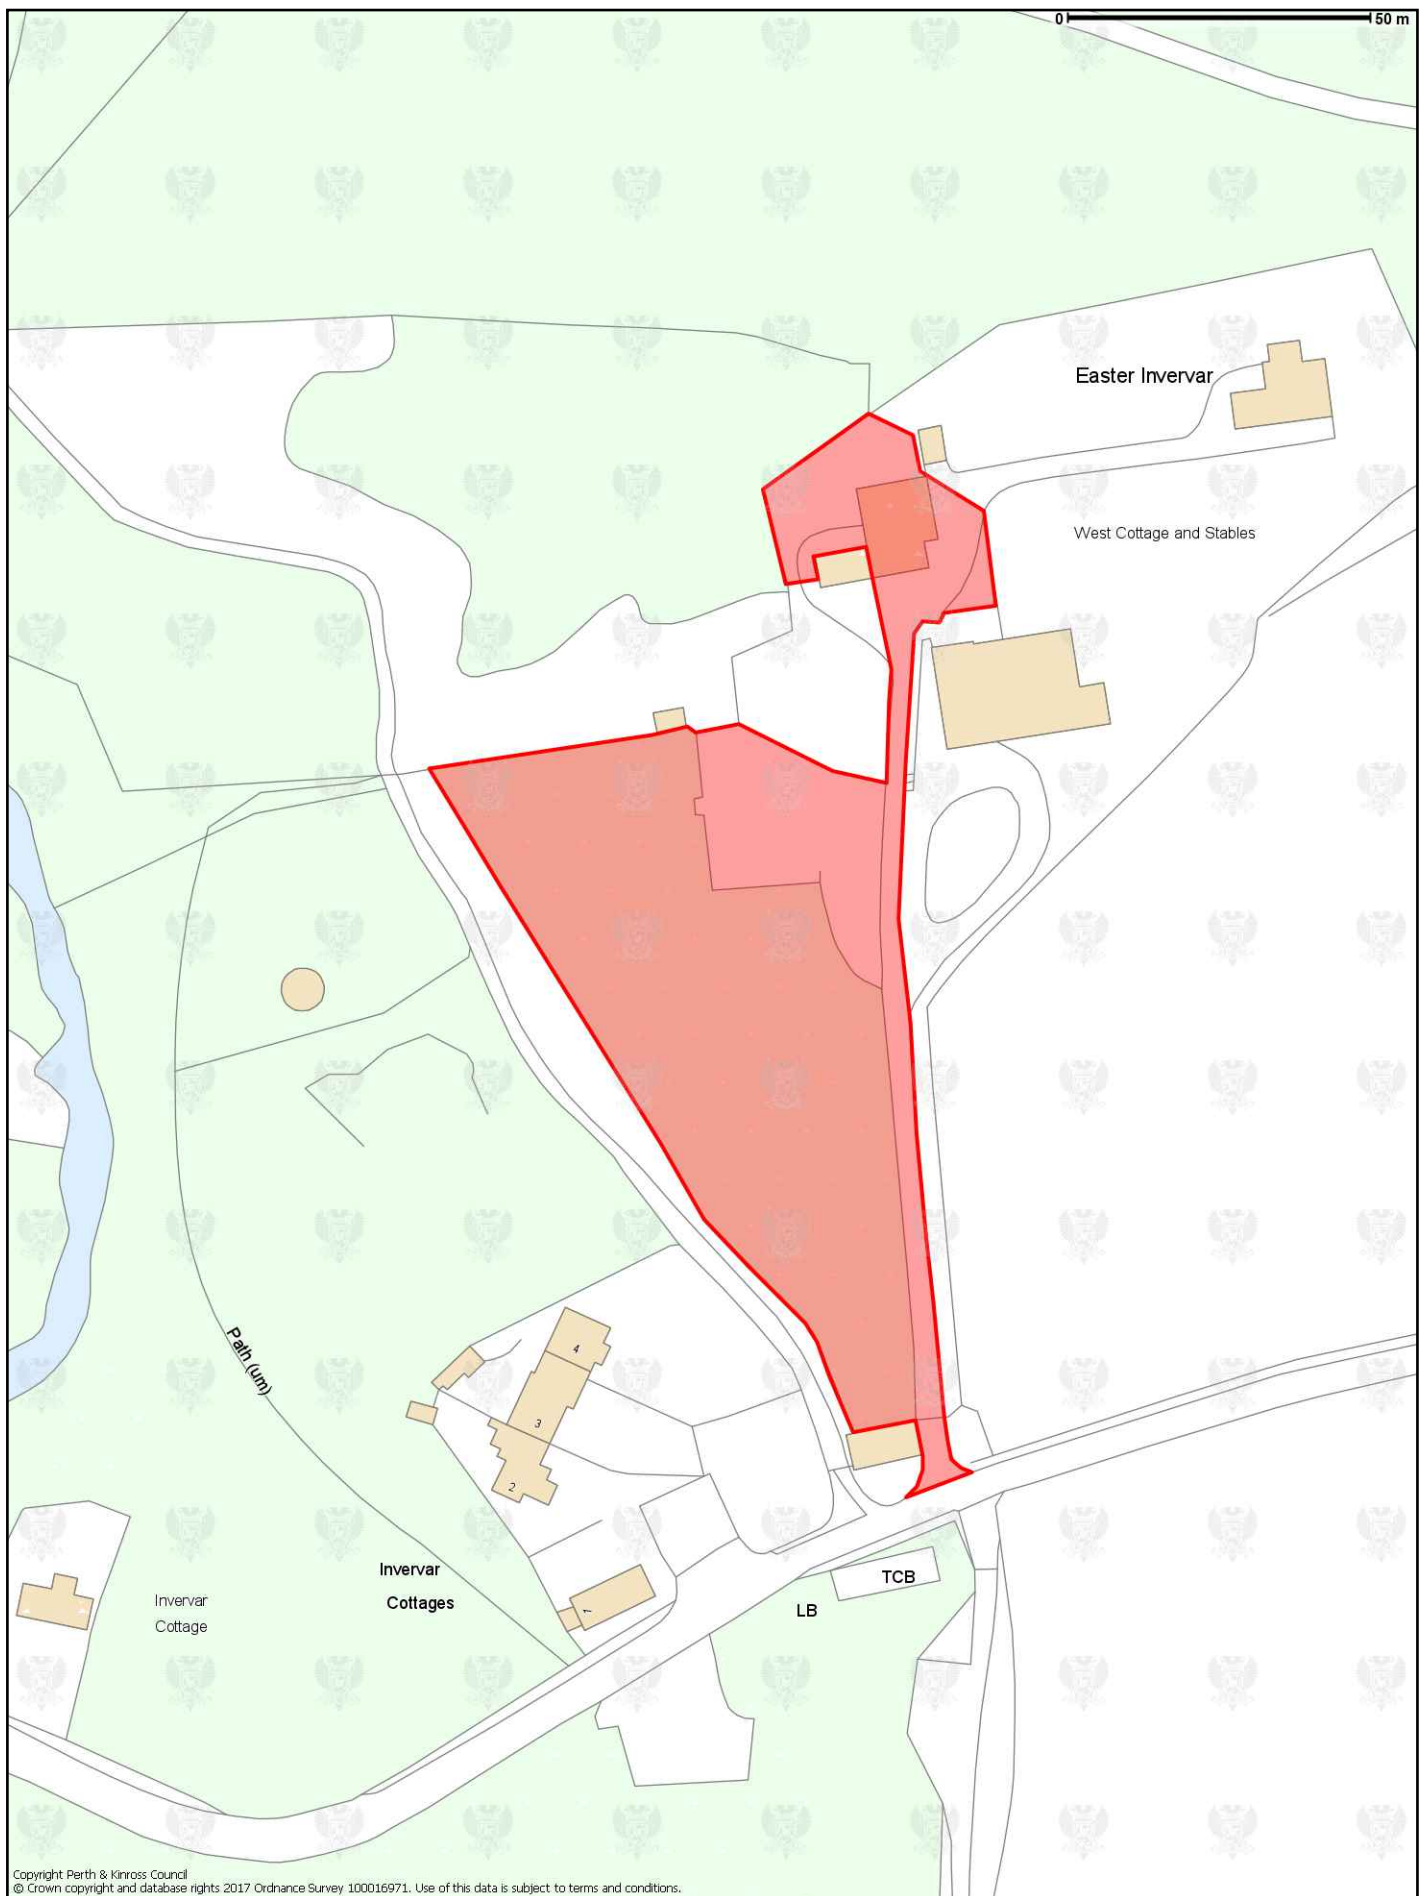 0 50 m
Easter Invervar
West Cottage and Stables
Path (um)
4
3
2
1
Invervar
Cottages
Invervar
Cottage
TCB
LB
Copyright Perth & Kinross Council
© Crown copyright and database rights 2017 Ordnance Survey 100016971. Use of this data is subject to terms and conditions.